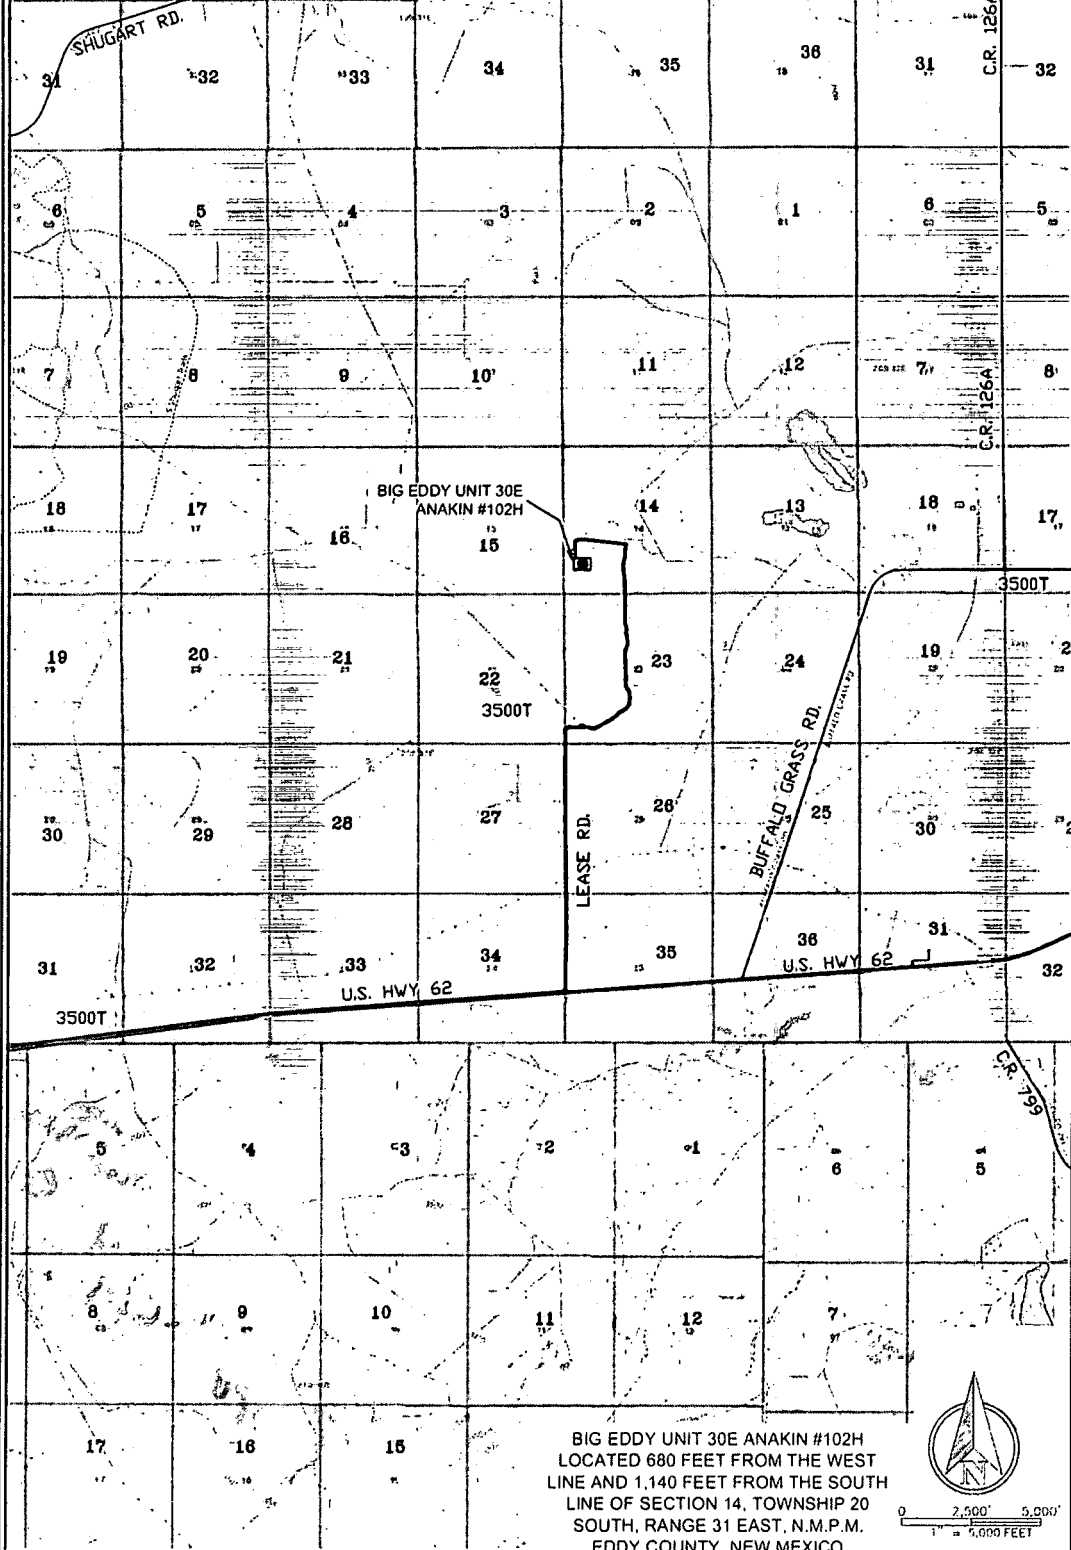 SHUGART RD.
C.R. 126A
31 32 33 34 35 36 31 32
6 5 4 3 2 1 6 5
7 8 9 10 11 12 7 8
C.R. 126A
BIG EDDY UNIT 30E
ANAKIN #102H
18 17 16 15 14 13 18 17
3500T
19 20 21 22 23 24 19
3500T
BUFFALO GRASS RD.
30 29 28 27 26 25 30
LEASE RD.
31 32 33 34 35 36 31 32
U.S. HWY 62
U.S. HWY 62
3500T
C.R. 799
5 4 3 2 1 6 5
8 9 10 11 12 7
17 16 15
BIG EDDY UNIT 30E ANAKIN #102H
LOCATED 680 FEET FROM THE WEST
LINE AND 1,140 FEET FROM THE SOUTH
LINE OF SECTION 14, TOWNSHIP 20
SOUTH, RANGE 31 EAST, N.M.P.M.
EDDY COUNTY, NEW MEXICO
N
0 2,500' 5,000'
1" = 5,000 FEET